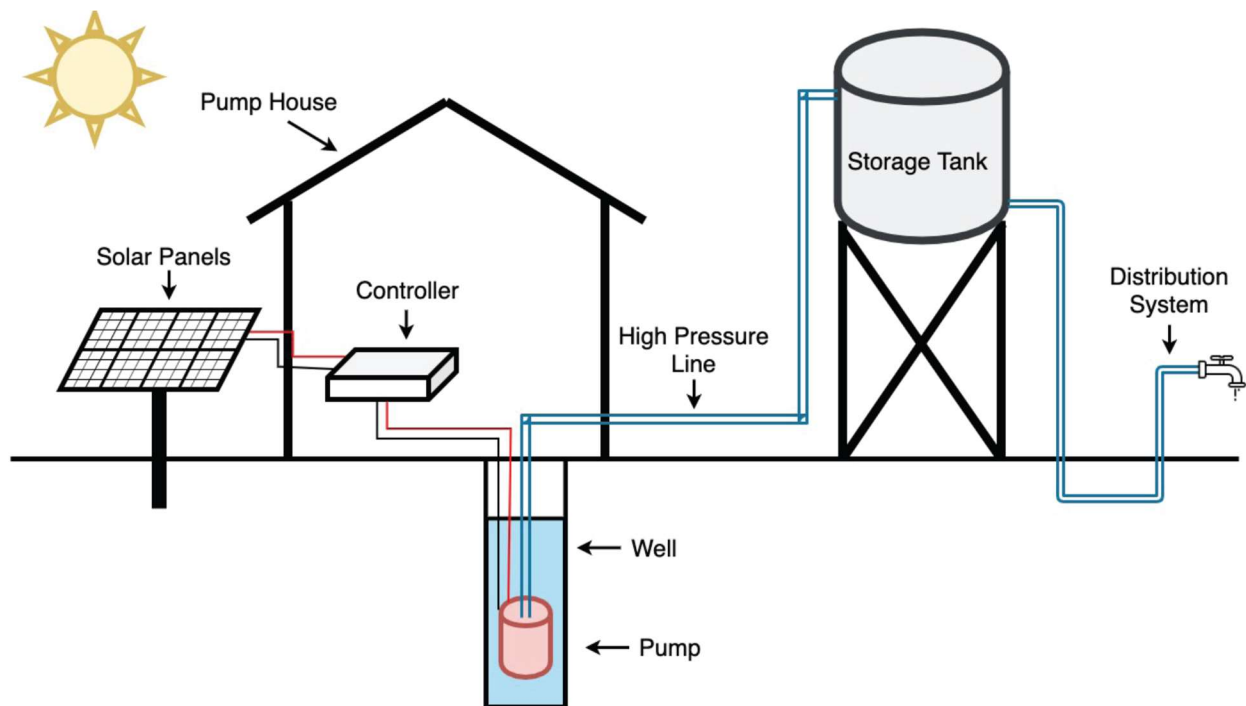 Pump House
Storage Tank
Solar Panels
Controller
Distribution
System
High Pressure
Line
Well
Pump